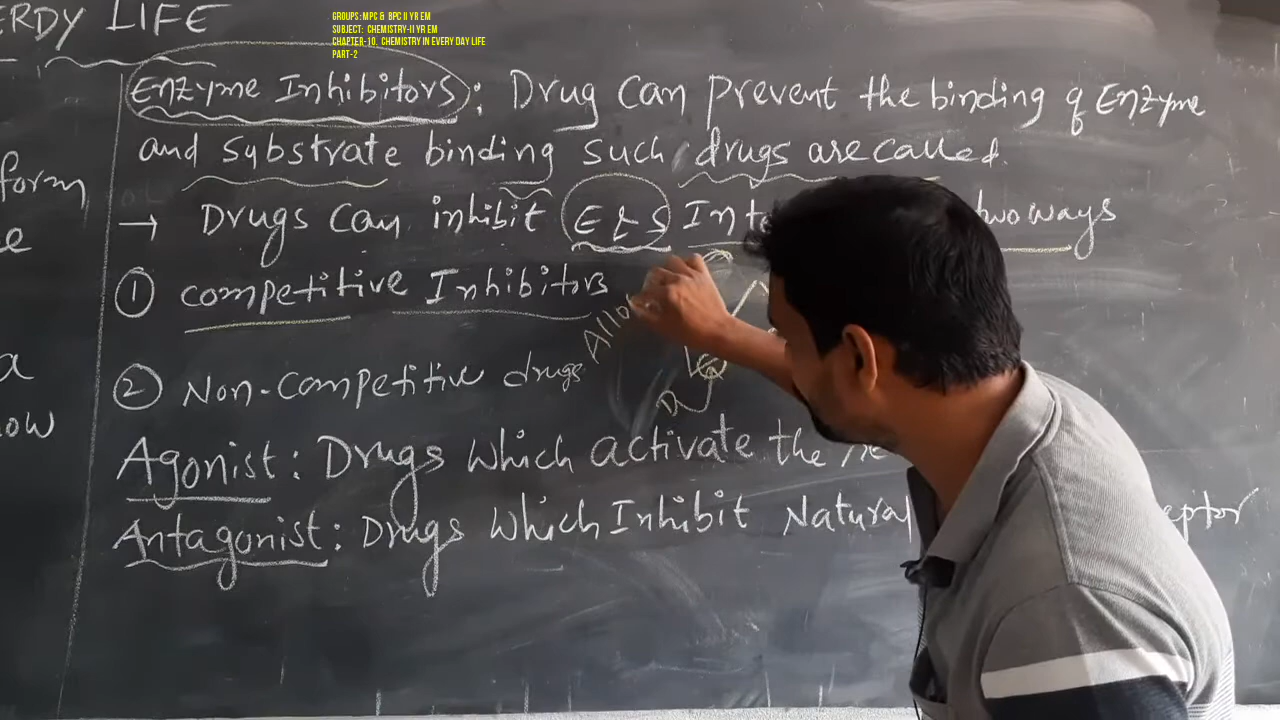 ERDY LIFE
GROUPS: MPC & BPC II YR EM
SUBJECT: CHEMISTRY-II YR EM
CHAPTER-10. CHEMISTRY IN EVERY DAY LIFE
PART-2
form
e
a
ow
Enzyme Inhibitors: Drug can prevent the binding of Enzyme
and substrate binding such drugs are called.
→ Drugs can inhibit E & S Inte two ways
① competitive Inhibitors
Allo
② Non-competitive drugs
Agonist: Drugs which activate the re
Antagonist: Drugs which Inhibit Natural eptor